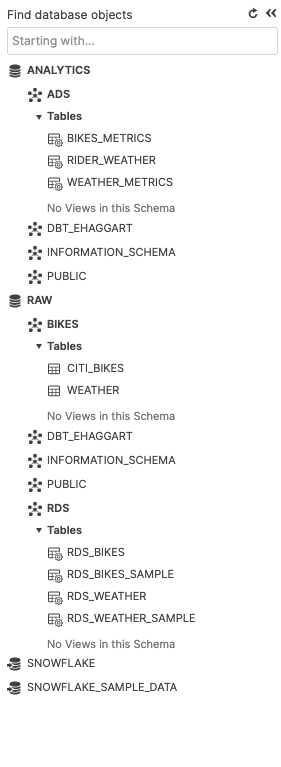 Find database objects
Starting with...
ANALYTICS
ADS
Tables
BIKES_METRICS
RIDER_WEATHER
WEATHER_METRICS
No Views in this Schema
DBT_EHAGGART
INFORMATION_SCHEMA
PUBLIC
RAW
BIKES
Tables
CITI_BIKES
WEATHER
No Views in this Schema
DBT_EHAGGART
INFORMATION_SCHEMA
PUBLIC
RDS
Tables
RDS_BIKES
RDS_BIKES_SAMPLE
RDS_WEATHER
RDS_WEATHER_SAMPLE
No Views in this Schema
SNOWFLAKE
SNOWFLAKE_SAMPLE_DATA